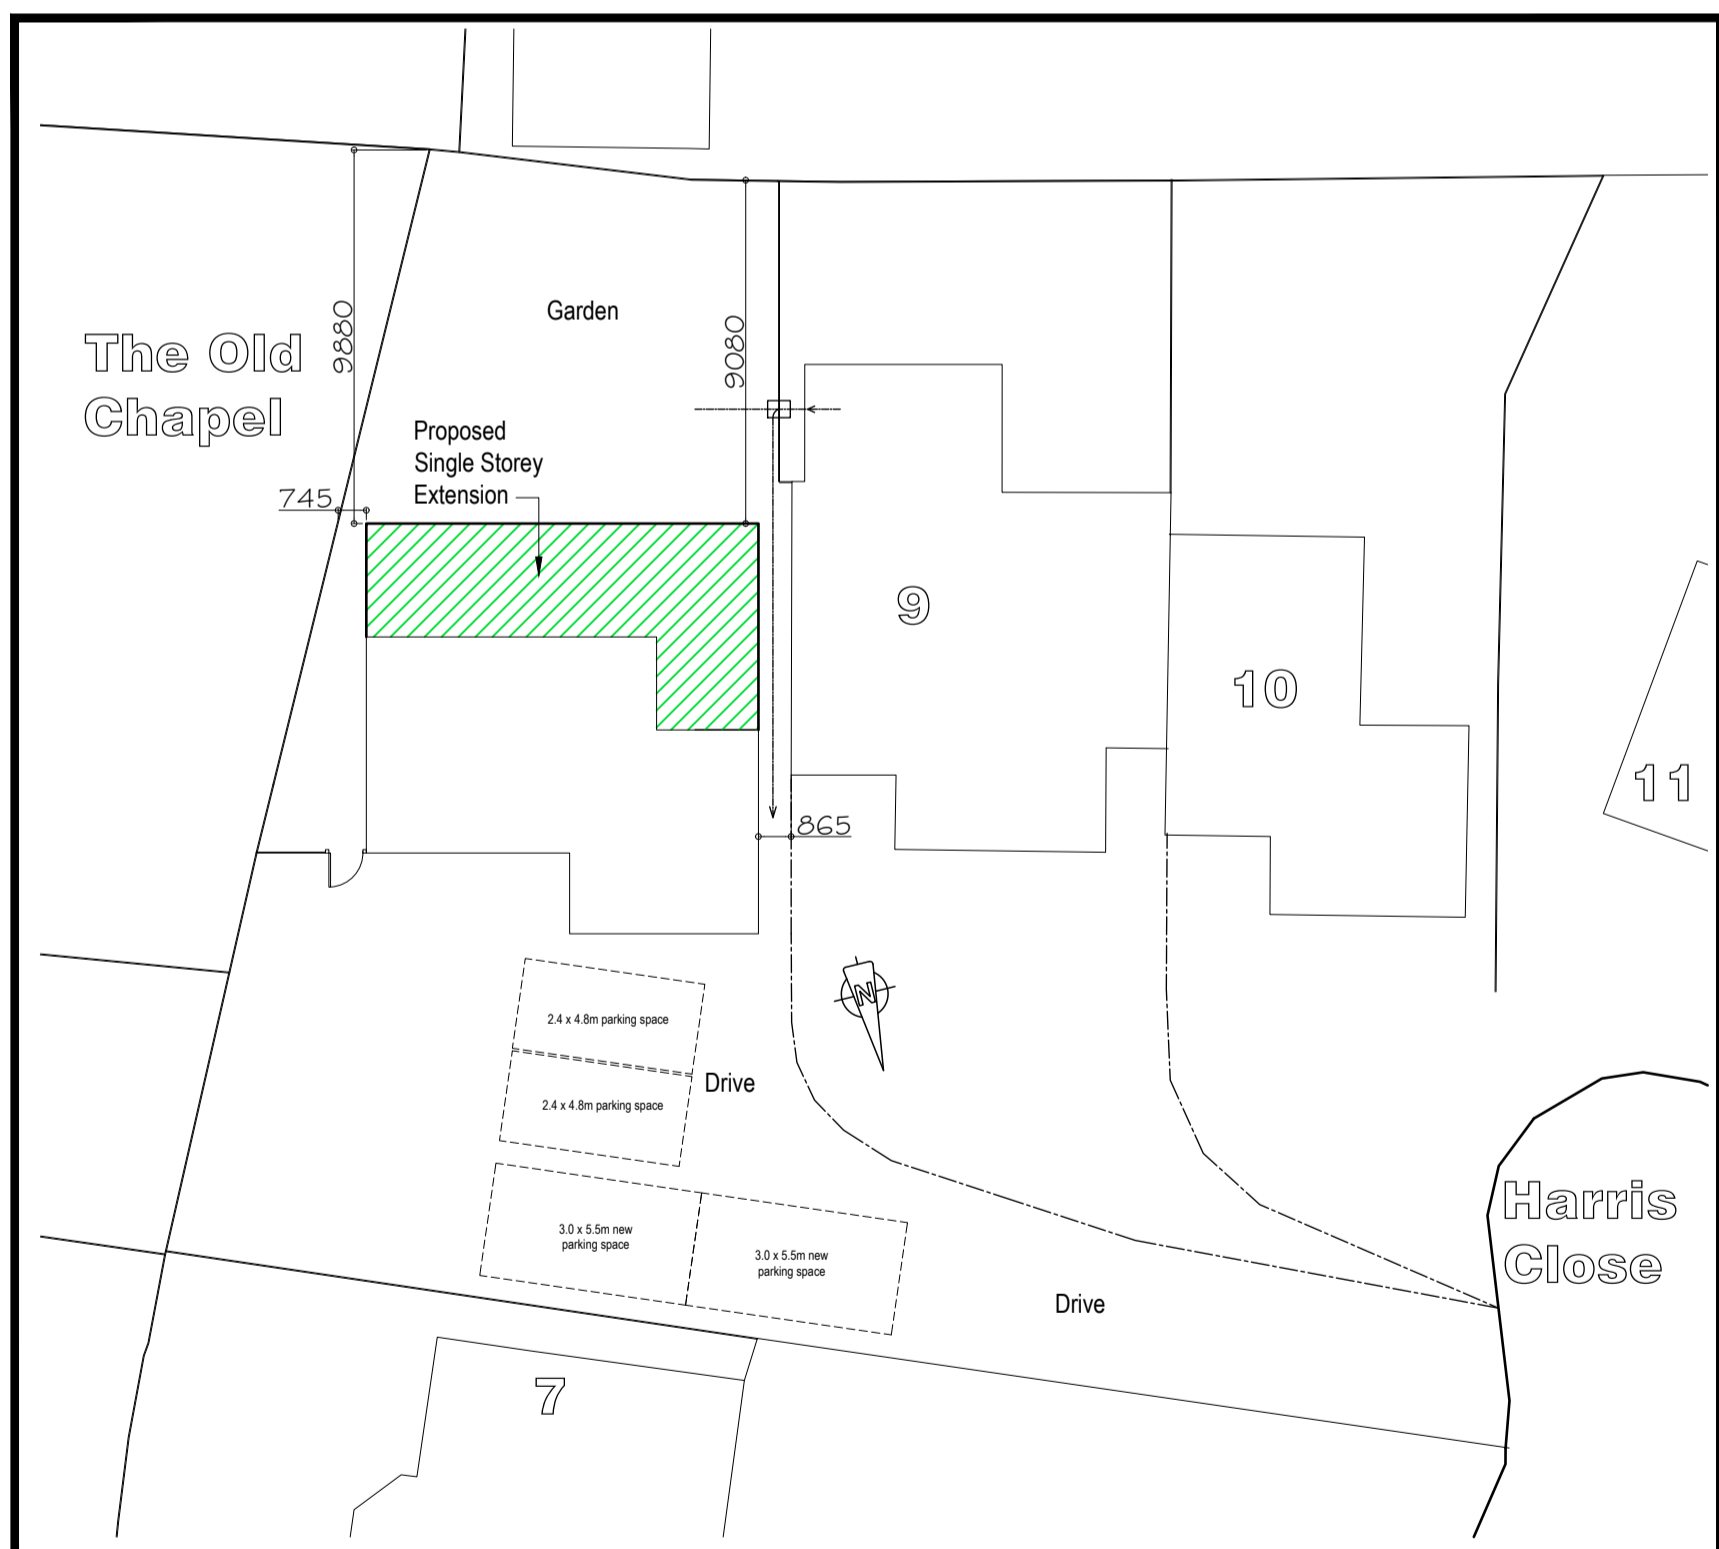 Garden
The Old
Chapel
9880
9080
Proposed
Single Storey
Extension
745
9
10
11
865
N
2.4 x 4.8m parking space
Drive
2.4 x 4.8m parking space
3.0 x 5.5m new
parking space
3.0 x 5.5m new
parking space
Harris
Close
Drive
7